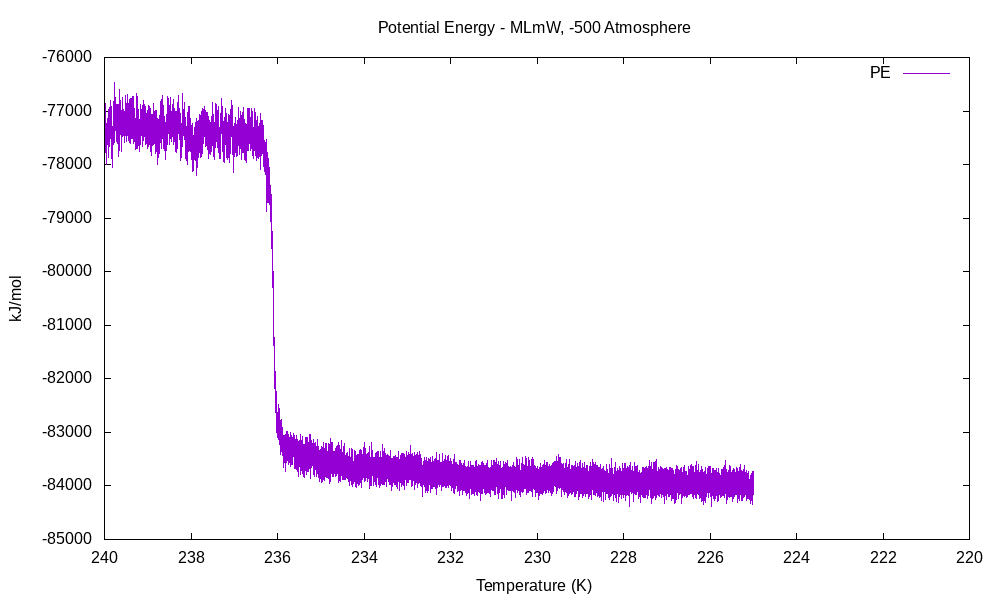 Potential Energy - MLmW, -500 Atmosphere
PE
kJ/mol
-76000
-77000
-78000
-79000
-80000
-81000
-82000
-83000
-84000
-85000
240 238 236 234 232 230 228 226 224 222 220
Temperature (K)